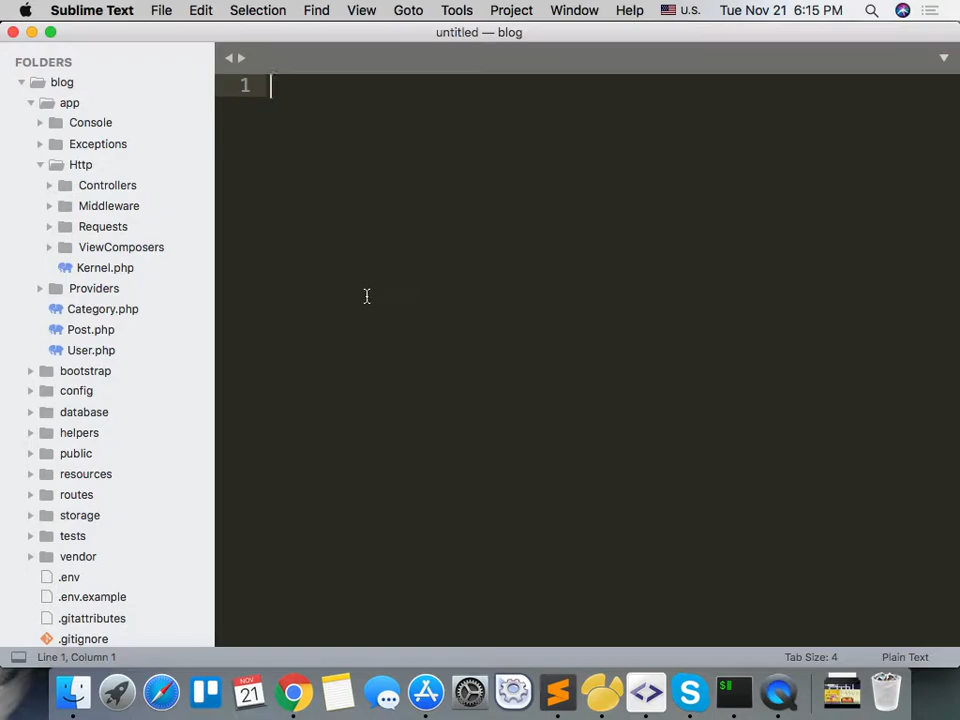 Sublime Text File Edit Selection Find View Goto Tools Project Window Help U.S. Tue Nov 21 6:15 PM
untitled — blog
FOLDERS
blog
1
app
Console
Exceptions
Http
Controllers
Middleware
Requests
ViewComposers
Kernel.php
Providers
Category.php
Post.php
User.php
bootstrap
config
database
helpers
public
resources
routes
storage
tests
vendor
.env
.env.example
.gitattributes
.gitignore
Line 1, Column 1 Tab Size: 4 Plain Text
NOV
21
$